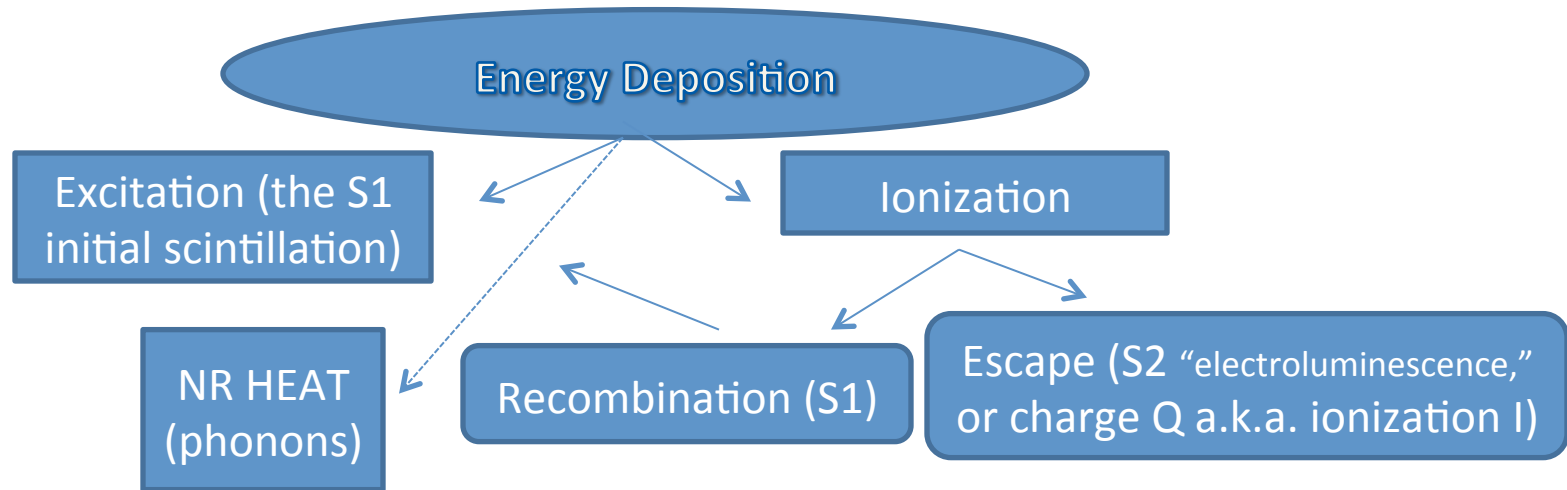 Energy Deposition
Excitation (the S1
initial scintillation)
Ionization
NR HEAT
(phonons)
Recombination (S1)
Escape (S2 “electroluminescence,”
or charge Q a.k.a. ionization I)